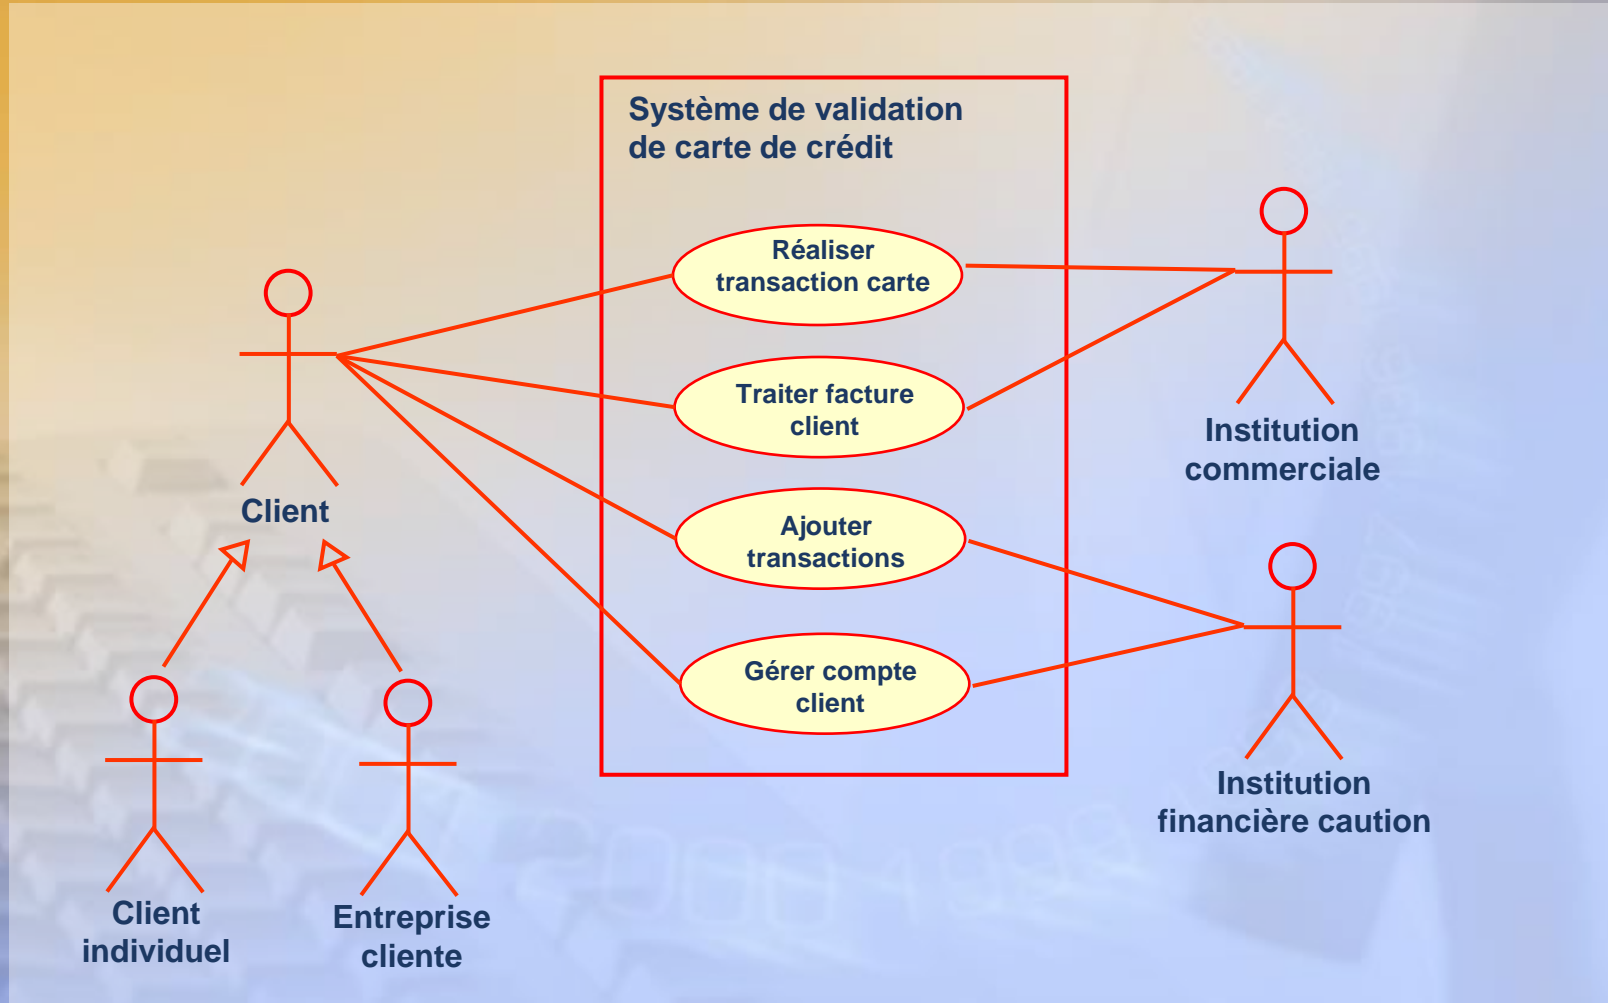 Système de validation
de carte de crédit
Réaliser
transaction carte
Traiter facture
client
Ajouter
transactions
Gérer compte
client
Client
Client
individuel
Entreprise
cliente
Institution
commerciale
Institution
financière caution